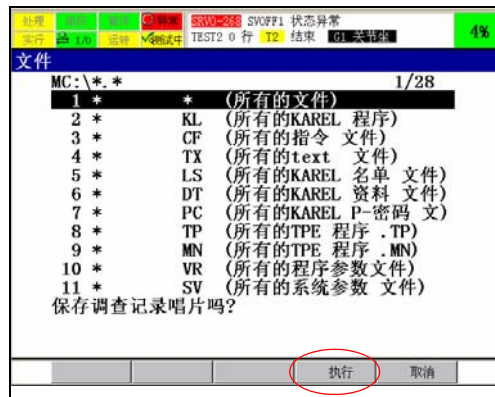 处理 异常 SRVO-268 SVOFF1 状态异常
实行 I/O 运转 测试中 TEST2 0 行 T2 结束 G1 关节坐 4%
文件
MC:\*.* 1/28
1 * * (所有的文件)
2 * KL (所有的KAREL 程序)
3 * CF (所有的指令 文件)
4 * TX (所有的text 文件)
5 * LS (所有的KAREL 名单 文件)
6 * DT (所有的KAREL 资料 文件)
7 * PC (所有的KAREL P-密码 文)
8 * TP (所有的TPE 程序 .TP)
9 * MN (所有的TPE 程序 .MN)
10 * VR (所有的程序参数文件)
11 * SV (所有的系统参数 文件)
保存调查记录唱片吗?
执行 取消